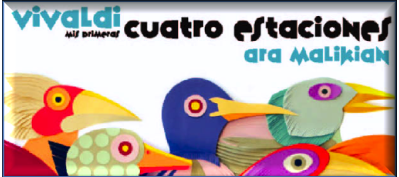 vivaldi
mis primeras cuatro estaciones
ara malikian